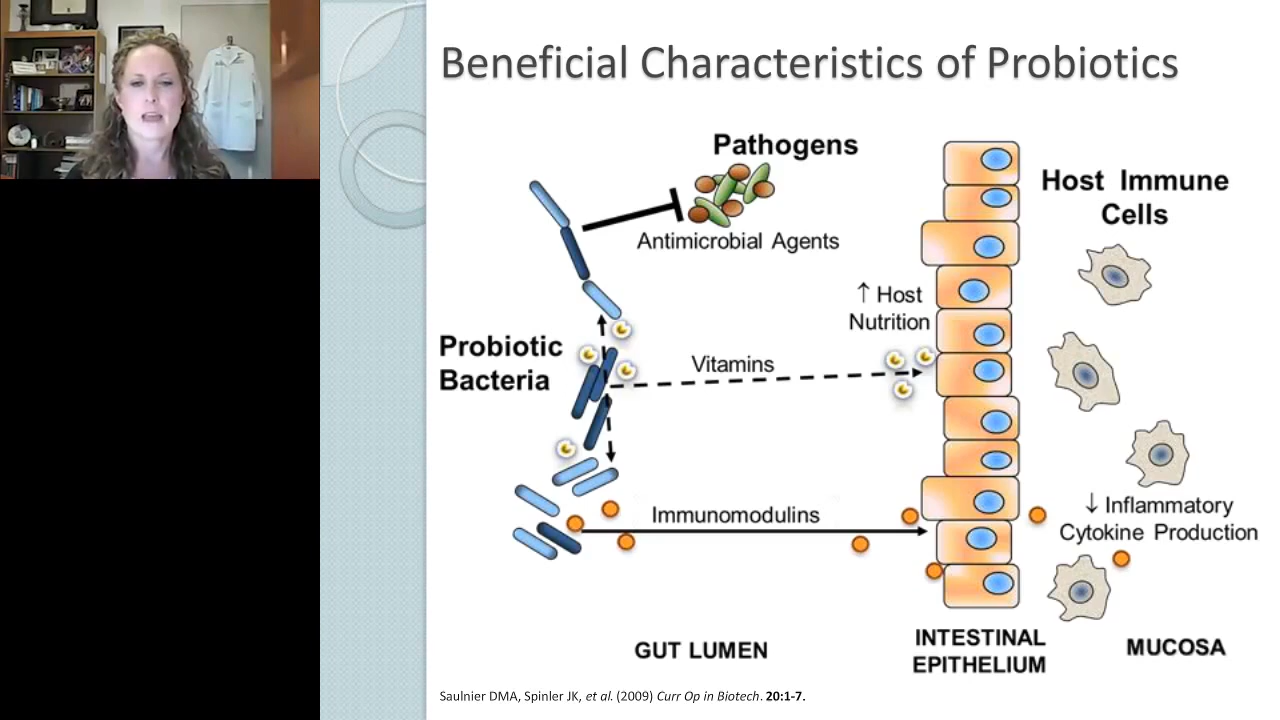 Beneficial Characteristics of Probiotics
Pathogens
Antimicrobial Agents
Host Immune
Cells
↑ Host
Nutrition
Probiotic
Bacteria
Vitamins
Immunomodulins
↓ Inflammatory
Cytokine Production
GUT LUMEN
INTESTINAL
EPITHELIUM
MUCOSA
Saulnier DMA, Spinler JK, et al. (2009) Curr Op in Biotech. 20:1-7.